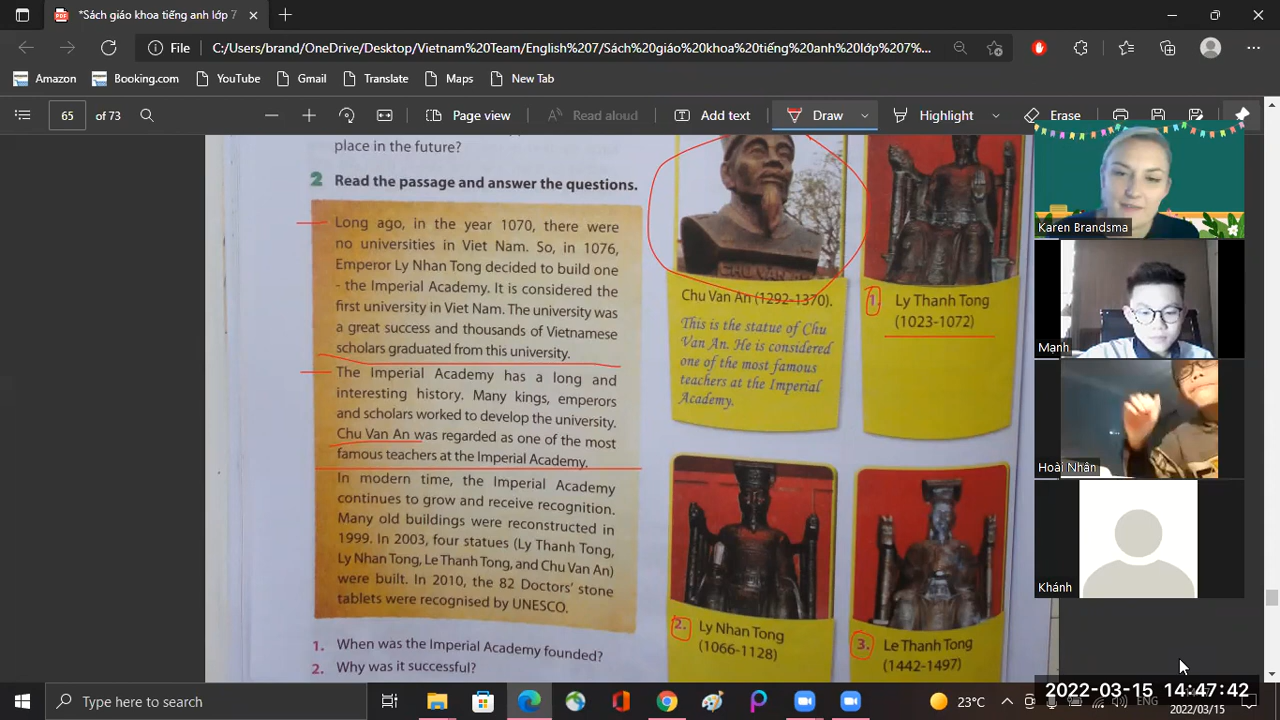 *Sách giáo khoa tiếng anh lớp 7
File
C:/Users/brand/OneDrive/Desktop/Vietnam%20Team/English%207/Sách%20giáo%20khoa%20tiếng%20anh%20lớp%207%...
Amazon
Booking.com
YouTube
Gmail
Translate
Maps
New Tab
65 of 73
Page view
Read aloud
Add text
Draw
Highlight
Erase
place in the future?
2 Read the passage and answer the questions.
Long ago, in the year 1070, there were
no universities in Viet Nam. So, in 1076,
Emperor Ly Nhan Tong decided to build one
- the Imperial Academy. It is considered the
first university in Viet Nam. The university was
a great success and thousands of Vietnamese
scholars graduated from this university.
The Imperial Academy has a long and
interesting history. Many kings, emperors
and scholars worked to develop the university.
Chu Van An was regarded as one of the most
famous teachers at the Imperial Academy.
In modern time, the Imperial Academy
continues to grow and receive recognition.
Many old buildings were reconstructed in
1999. In 2003, four statues (Ly Thanh Tong,
Ly Nhan Tong, Le Thanh Tong, and Chu Van An)
were built. In 2010, the 82 Doctors' stone
tablets were recognised by UNESCO.
1. When was the Imperial Academy founded?
2. Why was it successful?
CHU VAN AN
Chu Van An (1292-1370).
This is the statue of Chu
Van An. He is considered
one of the most famous
teachers at the Imperial
Academy.
1. Ly Thanh Tong
(1023-1072)
2. Ly Nhan Tong
(1066-1128)
3. Le Thanh Tong
(1442-1497)
Karen Brandsma
Mạnh
Hoài Nhân
Khánh
Type here to search
23°C
ENG
2022-03-15 14:47:42
2022/03/15